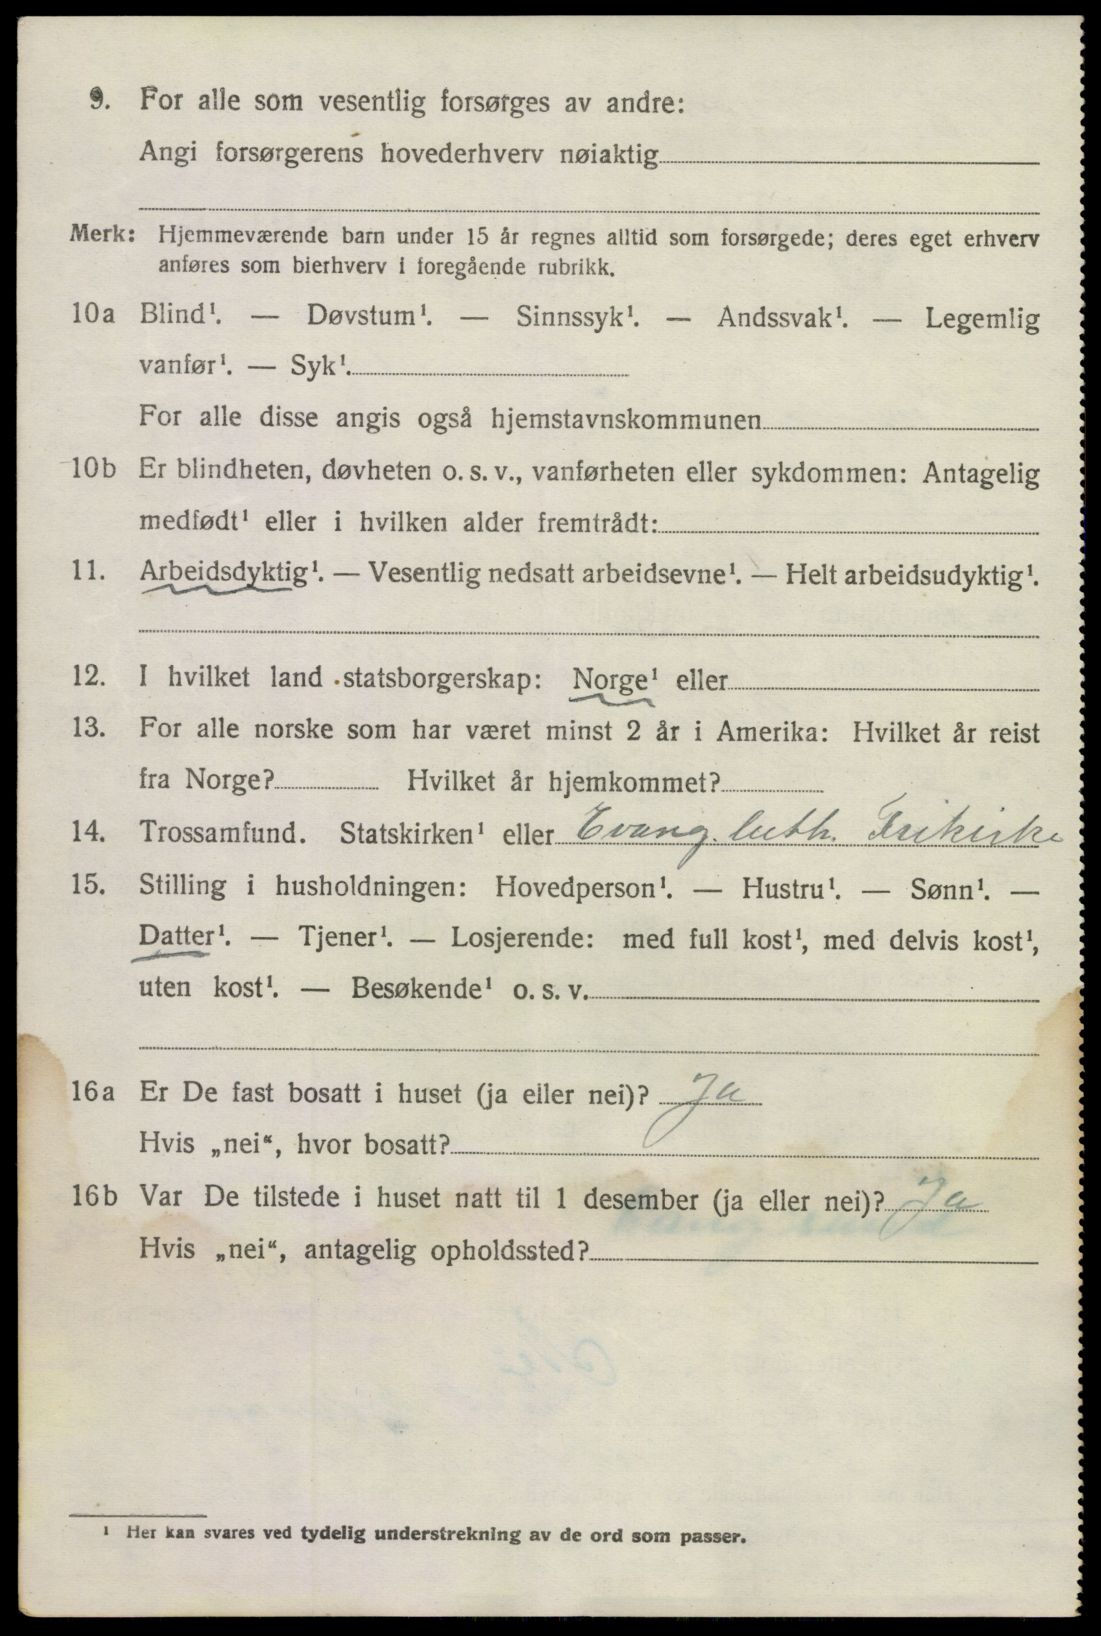 9. For alle som vesentlig forsørges av andre:
Angi forsørgerens hovederhverv nøiaktig
Merk: Hjemmeværende barn under 15 år regnes alltid som forsørgede; deres eget erhverv
anføres som bierhverv i foregående rubrikk.
10a Blind¹. — Døvstum¹. — Sinnssyk¹. — Andssvak¹. — Legemlig
vanfør¹. — Syk¹.
For alle disse angis også hjemstavnskommunen
10b Er blindheten, døvheten o. s. v., vanførheten eller sykdommen: Antagelig
medfødt¹ eller i hvilken alder fremtrådt:
11. Arbeidsdyktig¹. — Vesentlig nedsatt arbeidsevne¹. — Helt arbeidsudyktig¹.
12. I hvilket land statsborgerskap: Norge¹ eller
13. For alle norske som har været minst 2 år i Amerika: Hvilket år reist
fra Norge? Hvilket år hjemkommet?
14. Trossamfund. Statskirken¹ eller Evang. luth. Frikirke
15. Stilling i husholdningen: Hovedperson¹. — Hustru¹. — Sønn¹. —
Datter¹. — Tjener¹. — Losjerende: med full kost¹, med delvis kost¹,
uten kost¹. — Besøkende¹ o. s. v.
16a Er De fast bosatt i huset (ja eller nei)? Ja
Hvis „nei“, hvor bosatt?
16b Var De tilstede i huset natt til 1 desember (ja eller nei)? Ja
Hvis „nei“, antagelig opholdssted?
¹ Her kan svares ved tydelig understrekning av de ord som passer.